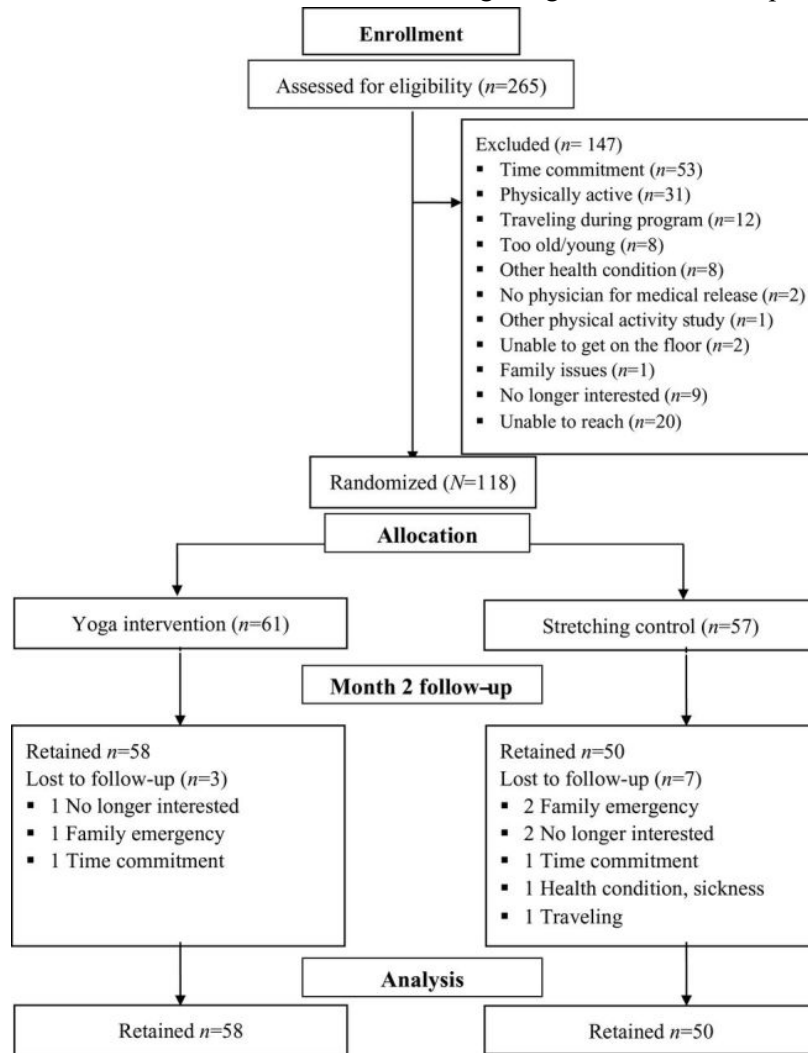 Enrollment
Assessed for eligibility (n=265)
Excluded (n= 147)
▪ Time commitment (n=53)
▪ Physically active (n=31)
▪ Traveling during program (n=12)
▪ Too old/young (n=8)
▪ Other health condition (n=8)
▪ No physician for medical release (n=2)
▪ Other physical activity study (n=1)
▪ Unable to get on the floor (n=2)
▪ Family issues (n=1)
▪ No longer interested (n=9)
▪ Unable to reach (n=20)
Randomized (N=118)
Allocation
Yoga intervention (n=61)
Stretching control (n=57)
Month 2 follow-up
Retained n=58
Lost to follow-up (n=3)
▪ 1 No longer interested
▪ 1 Family emergency
▪ 1 Time commitment
Retained n=50
Lost to follow-up (n=7)
▪ 2 Family emergency
▪ 2 No longer interested
▪ 1 Time commitment
▪ 1 Health condition, sickness
▪ 1 Traveling
Analysis
Retained n=58
Retained n=50